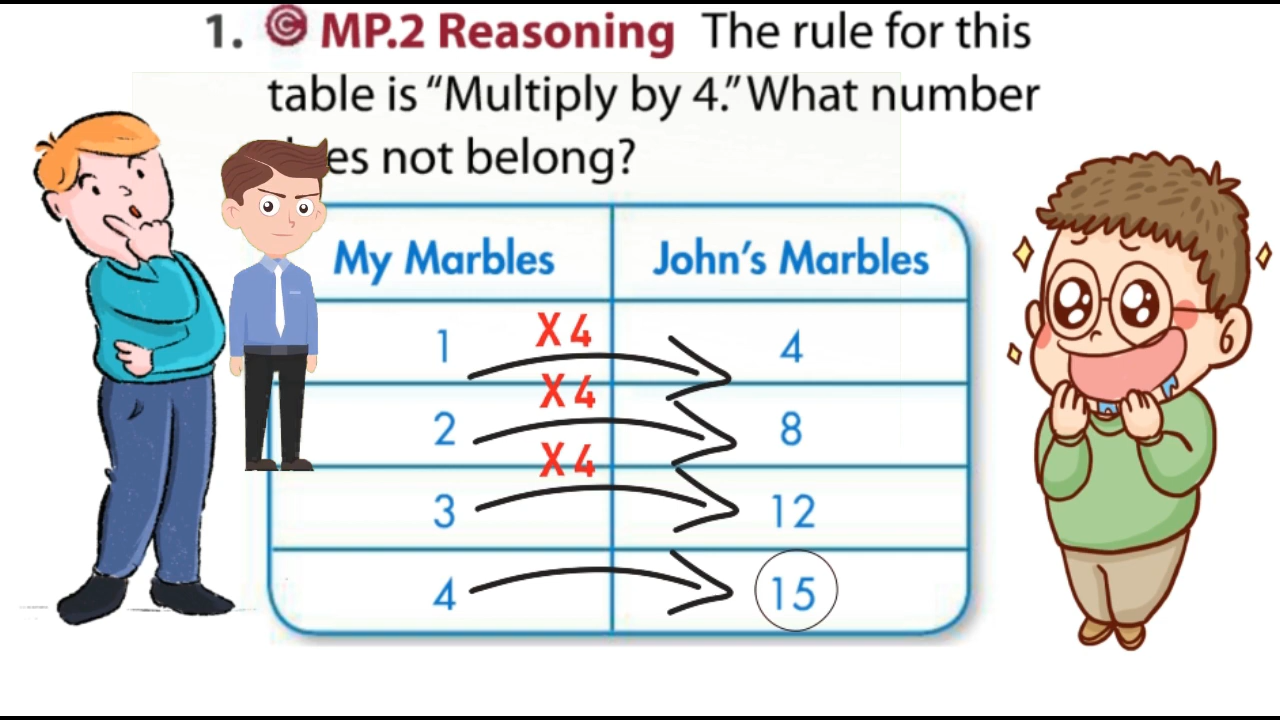 1. © MP.2 Reasoning The rule for this
table is “Multiply by 4.” What number
es not belong?
My Marbles John’s Marbles
1 X 4 4
2 X 4 8
3 X 4 12
4 15